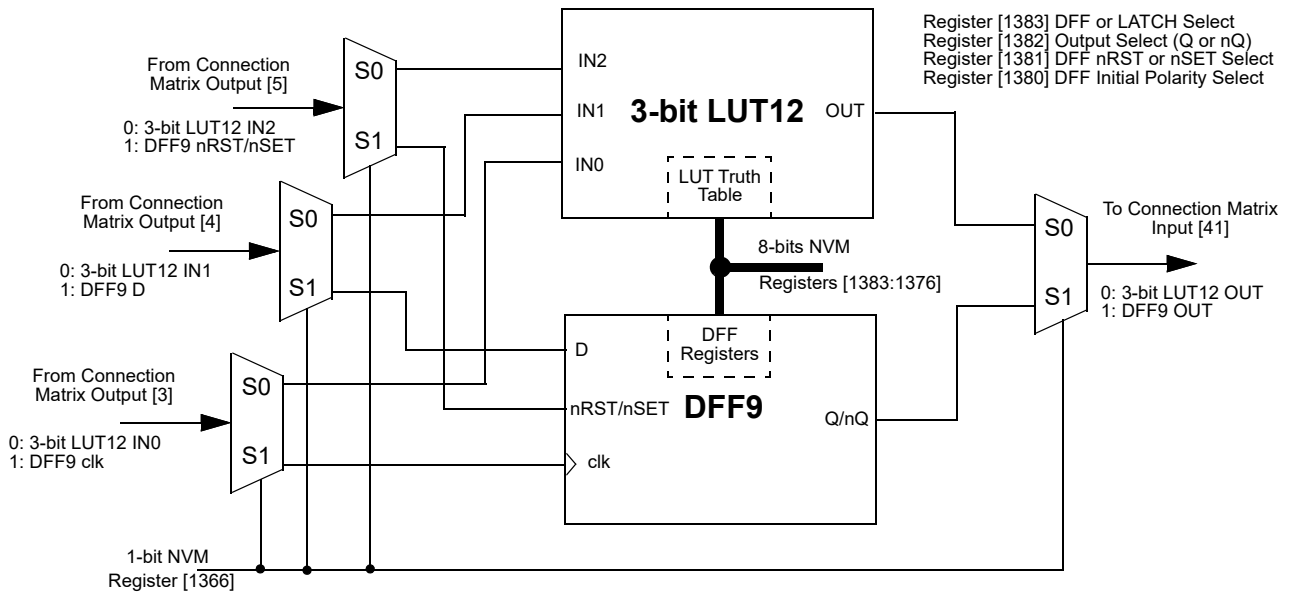 Register [1383] DFF or LATCH Select
Register [1382] Output Select (Q or nQ)
Register [1381] DFF nRST or nSET Select
Register [1380] DFF Initial Polarity Select
From Connection
Matrix Output [5]
0: 3-bit LUT12 IN2
1: DFF9 nRST/nSET
S0
S1
From Connection
Matrix Output [4]
0: 3-bit LUT12 IN1
1: DFF9 D
S0
S1
From Connection
Matrix Output [3]
0: 3-bit LUT12 IN0
1: DFF9 clk
S0
S1
IN2
IN1
IN0
3-bit LUT12
OUT
LUT Truth
Table
8-bits NVM
Registers [1383:1376]
DFF
Registers
D
nRST/nSET
clk
DFF9
Q/nQ
S0
S1
To Connection Matrix
Input [41]
0: 3-bit LUT12 OUT
1: DFF9 OUT
1-bit NVM
Register [1366]